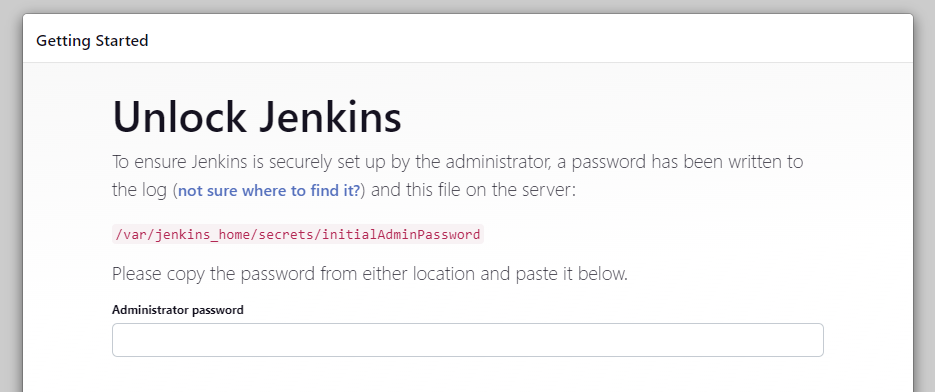 Getting Started
Unlock Jenkins
To ensure Jenkins is securely set up by the administrator, a password has been written to
the log (not sure where to find it?) and this file on the server:
/var/jenkins_home/secrets/initialAdminPassword
Please copy the password from either location and paste it below.
Administrator password